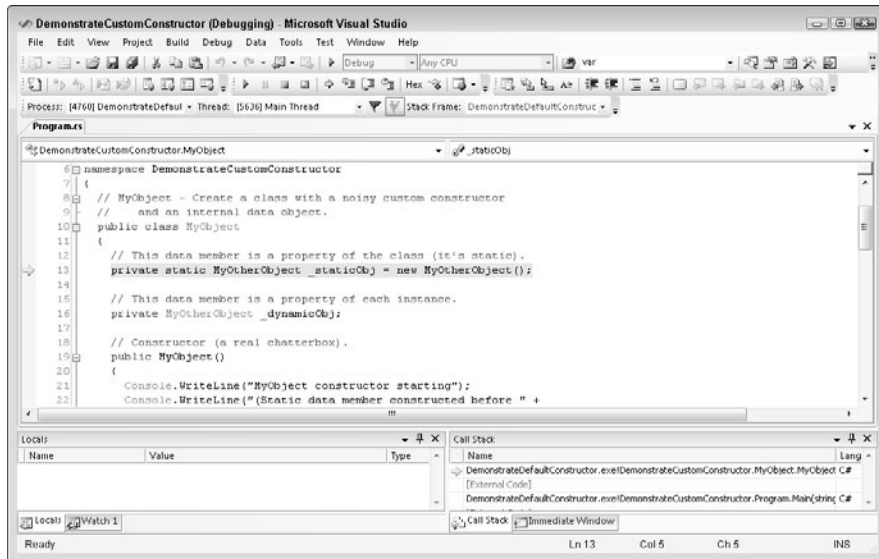 DemonstrateCustomConstructor (Debugging) - Microsoft Visual Studio
File Edit View Project Build Debug Data Tools Test Window Help
Debug Any CPU var
Hex
Process: [4760] DemonstrateDefaul Thread: [5636] Main Thread Stack Frame: DemonstrateDefaultConstruc
Program.cs
DemonstrateCustomConstructor.MyObject _staticObj
6 namespace DemonstrateCustomConstructor
7 {
8 // MyObject - Create a class with a noisy custom constructor
9 // and an internal data object.
10 public class MyObject
11 {
12 // This data member is a property of the class (it's static).
13 private static MyOtherObject _staticObj = new MyOtherObject();
14
15 // This data member is a property of each instance.
16 private MyOtherObject _dynamicObj;
17
18 // Constructor (a real chatterbox).
19 public MyObject()
20 {
21 Console.WriteLine("MyObject constructor starting");
22 Console.WriteLine("(Static data member constructed before " +
Locals
Name Value Type
Call Stack
Name Lang
DemonstrateDefaultConstructor.exe!DemonstrateCustomConstructor.MyObject.MyObject C#
[External Code]
DemonstrateDefaultConstructor.exe!DemonstrateCustomConstructor.Program.Main(string C#
Locals Watch 1
Call Stack Immediate Window
Ready Ln 13 Col 5 Ch 5 INS